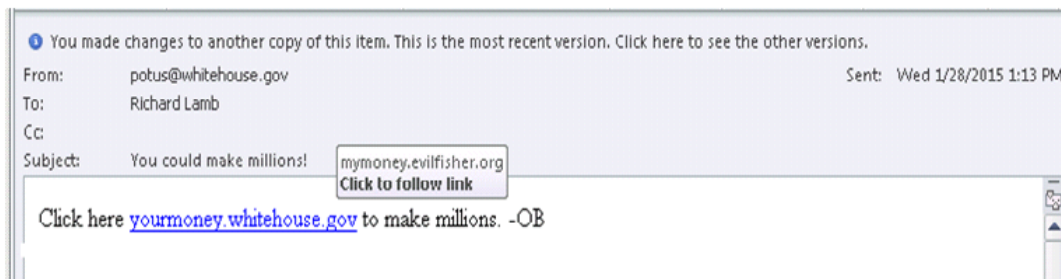 You made changes to another copy of this item. This is the most recent version. Click here to see the other versions.
From: potus@whitehouse.gov Sent: Wed 1/28/2015 1:13 PM
To: Richard Lamb
Cc:
Subject: You could make millions!
mymoney.evilfisher.org
Click to follow link
Click here yourmoney.whitehouse.gov to make millions. -OB